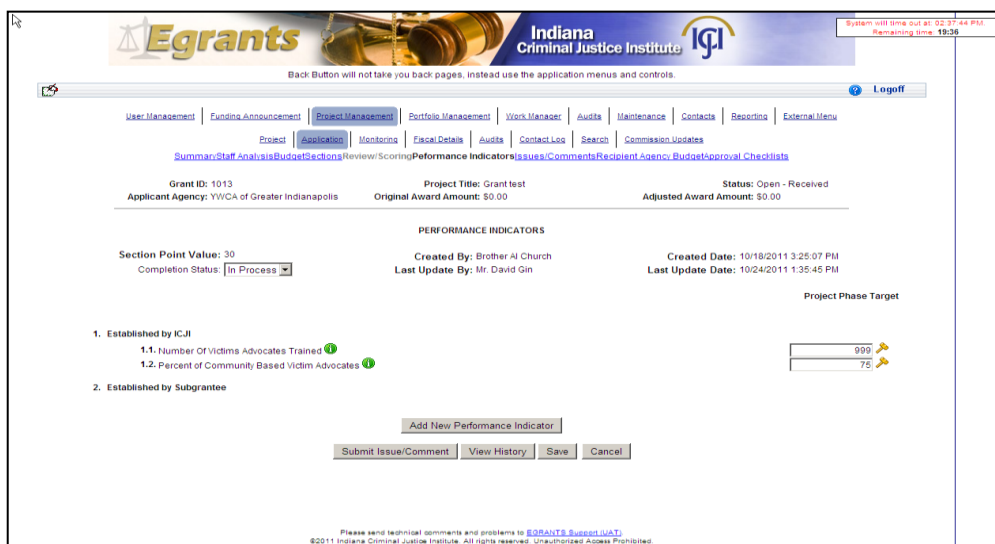 System will time out at: 02:37:44 PM.
Remaining time: 19:36
Egrants
Indiana
Criminal Justice Institute
ICJI
Back Button will not take you back pages, instead use the application menus and controls.
Logoff
User Management Funding Announcement Project Management Portfolio Management Work Manager Audits Maintenance Contacts Reporting External Menu
Project Application Monitoring Fiscal Details Audits Contact Log Search Commission Updates
SummaryStaff AnalysisBudgetSectionsReview/ScoringPeformance IndicatorsIssues/CommentsRecipient Agency BudgetApproval Checklists
Grant ID: 1013 Project Title: Grant test Status: Open - Received
Applicant Agency: YWCA of Greater Indianapolis Original Award Amount: $0.00 Adjusted Award Amount: $0.00
PERFORMANCE INDICATORS
Section Point Value: 30 Created By: Brother Al Church Created Date: 10/18/2011 3:25:07 PM
Completion Status: In Process Last Update By: Mr. David Gin Last Update Date: 10/24/2011 1:35:45 PM
Project Phase Target
1. Established by ICJI
1.1. Number Of Victims Advocates Trained 999
1.2. Percent of Community Based Victim Advocates 75
2. Established by Subgrantee
Add New Performance Indicator
Submit Issue/Comment View History Save Cancel
Please send technical comments and problems to EGRANTS Support (UAT).
©2011 Indiana Criminal Justice Institute. All rights reserved. Unauthorized Access Prohibited.